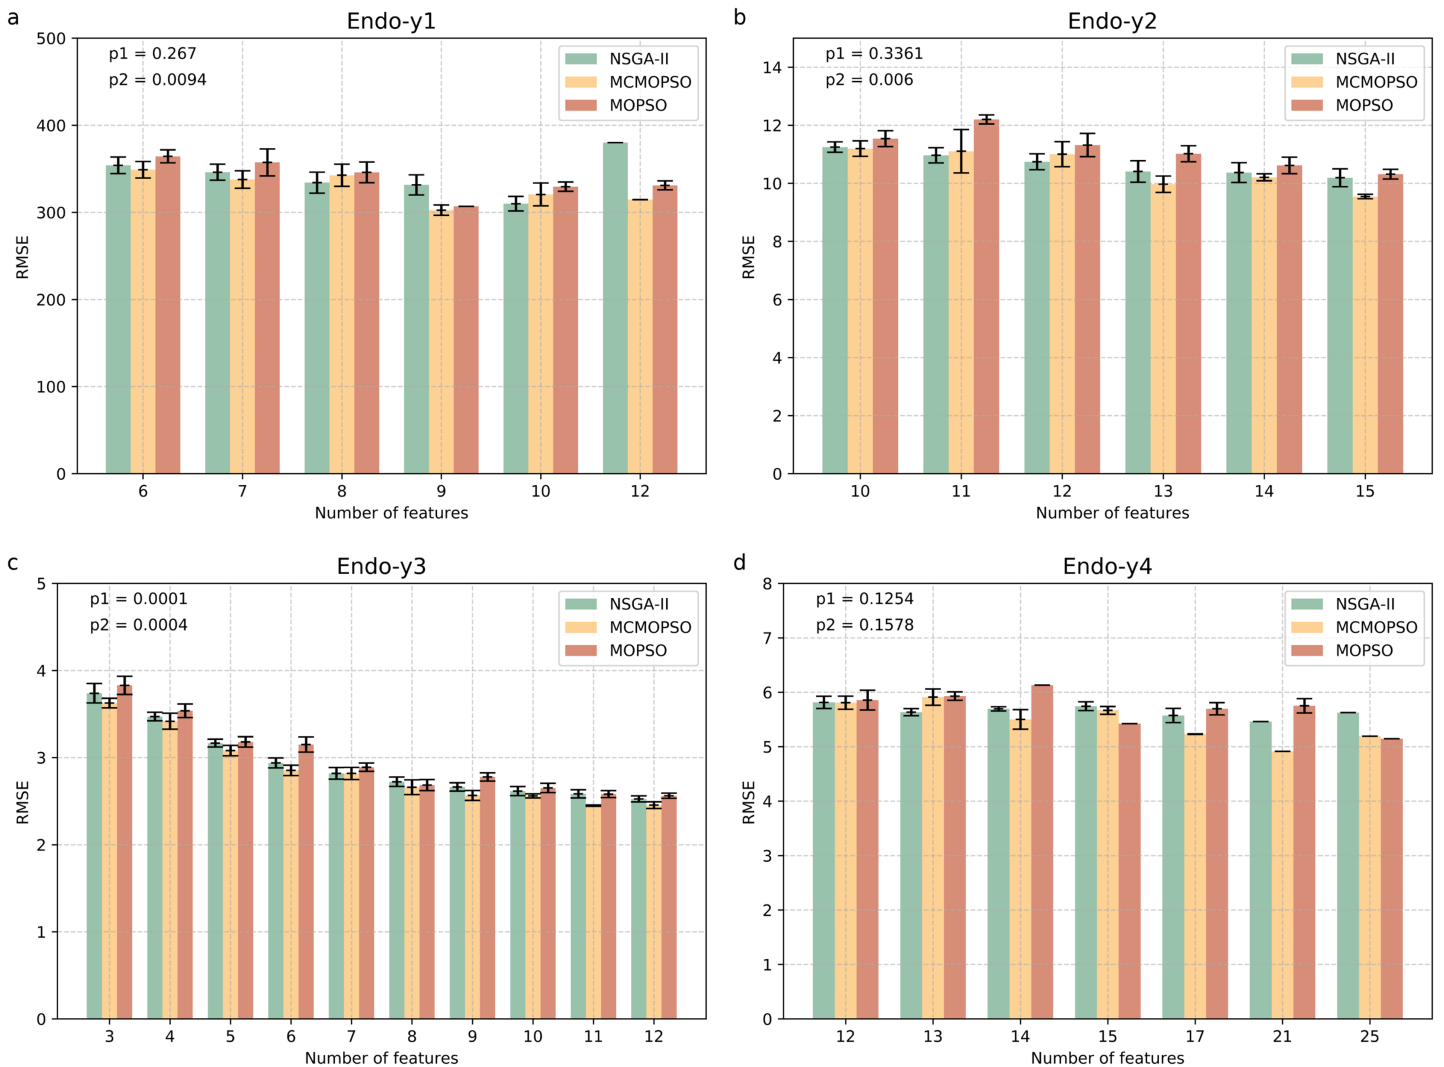 a
Endo-y1
p1 = 0.267
p2 = 0.0094
NSGA-II
MCMOPSO
MOPSO
500
400
300
200
100
0
RMSE
6 7 8 9 10 12
Number of features
b
Endo-y2
p1 = 0.3361
p2 = 0.006
NSGA-II
MCMOPSO
MOPSO
14
12
10
8
6
4
2
0
RMSE
10 11 12 13 14 15
Number of features
c
Endo-y3
p1 = 0.0001
p2 = 0.0004
NSGA-II
MCMOPSO
MOPSO
5
4
3
2
1
0
RMSE
3 4 5 6 7 8 9 10 11 12
Number of features
d
Endo-y4
p1 = 0.1254
p2 = 0.1578
NSGA-II
MCMOPSO
MOPSO
8
7
6
5
4
3
2
1
0
RMSE
12 13 14 15 17 21 25
Number of features